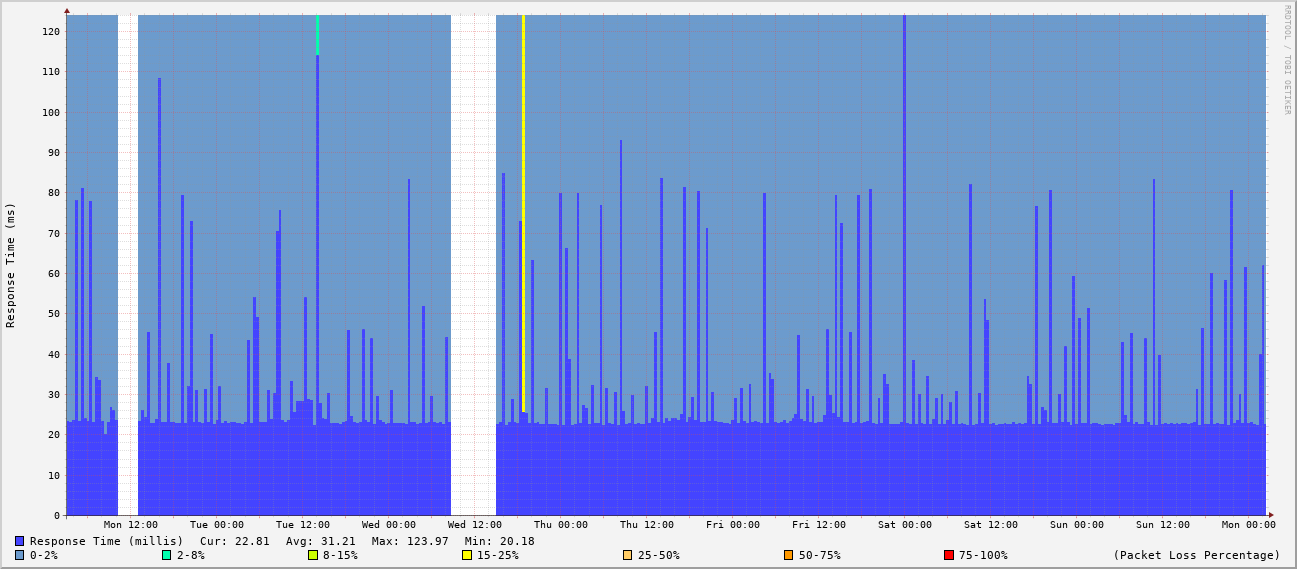 RRDTOOL / TOBI OETIKER
Response Time (ms)
120
110
100
90
80
70
60
50
40
30
20
10
0
Mon 12:00 Tue 00:00 Tue 12:00 Wed 00:00 Wed 12:00 Thu 00:00 Thu 12:00 Fri 00:00 Fri 12:00 Sat 00:00 Sat 12:00 Sun 00:00 Sun 12:00 Mon 00:00
Response Time (millis) Cur: 22.81 Avg: 31.21 Max: 123.97 Min: 20.18
0-2% 2-8% 8-15% 15-25% 25-50% 50-75% 75-100% (Packet Loss Percentage)